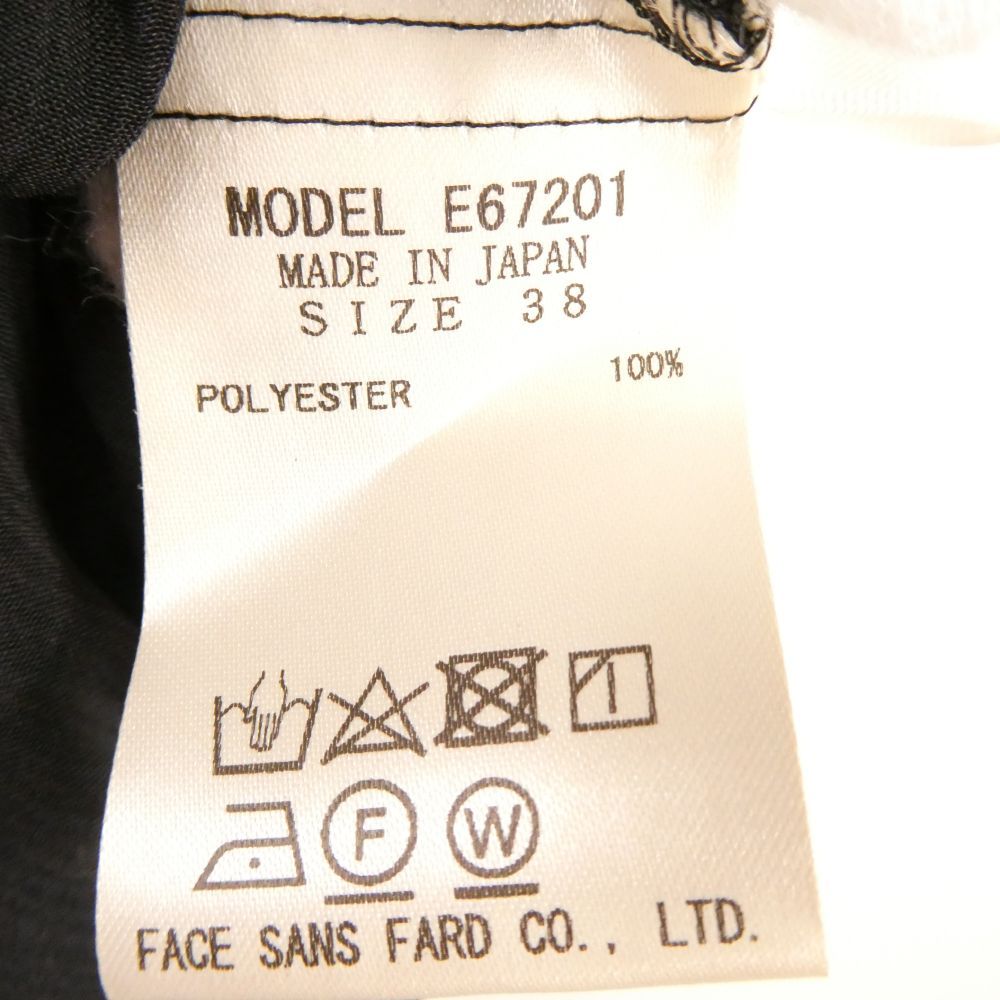 MODEL E67201
MADE IN JAPAN
SIZE 38
POLYESTER 100%
F W
FACE SANS FARD CO., LTD.